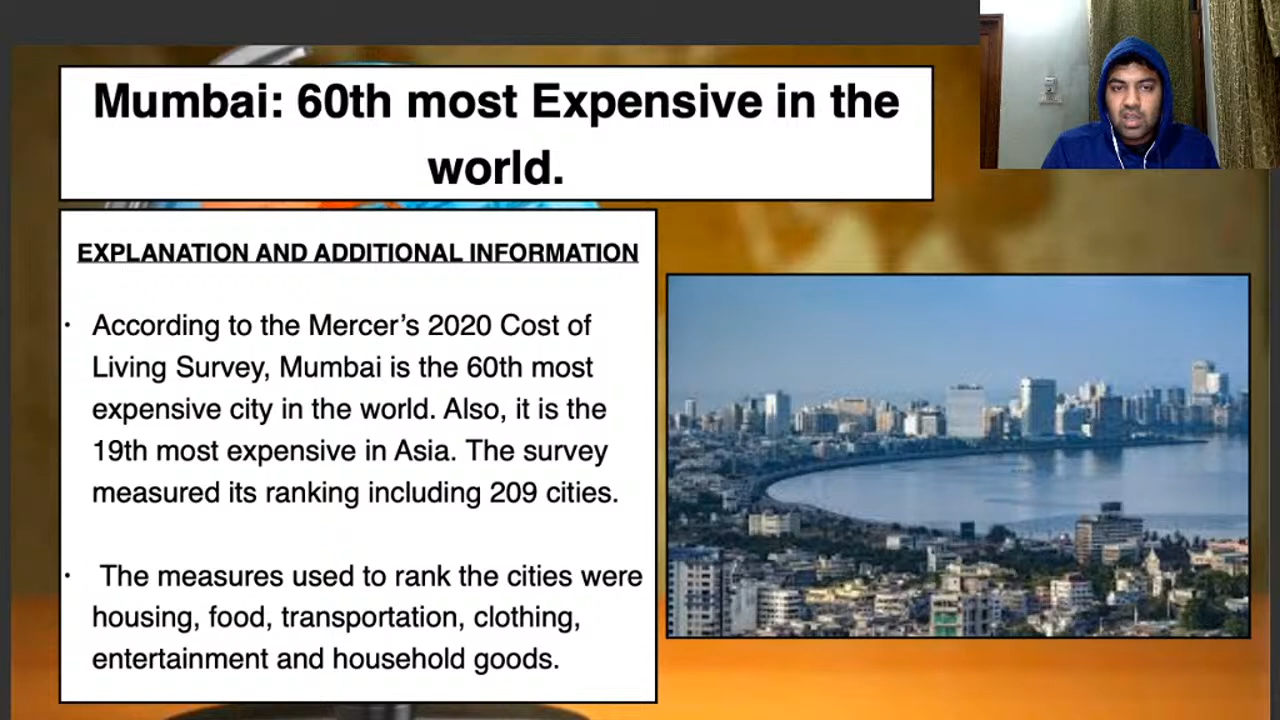 Mumbai: 60th most Expensive in the
world.
EXPLANATION AND ADDITIONAL INFORMATION
· According to the Mercer’s 2020 Cost of
Living Survey, Mumbai is the 60th most
expensive city in the world. Also, it is the
19th most expensive in Asia. The survey
measured its ranking including 209 cities.
· The measures used to rank the cities were
housing, food, transportation, clothing,
entertainment and household goods.